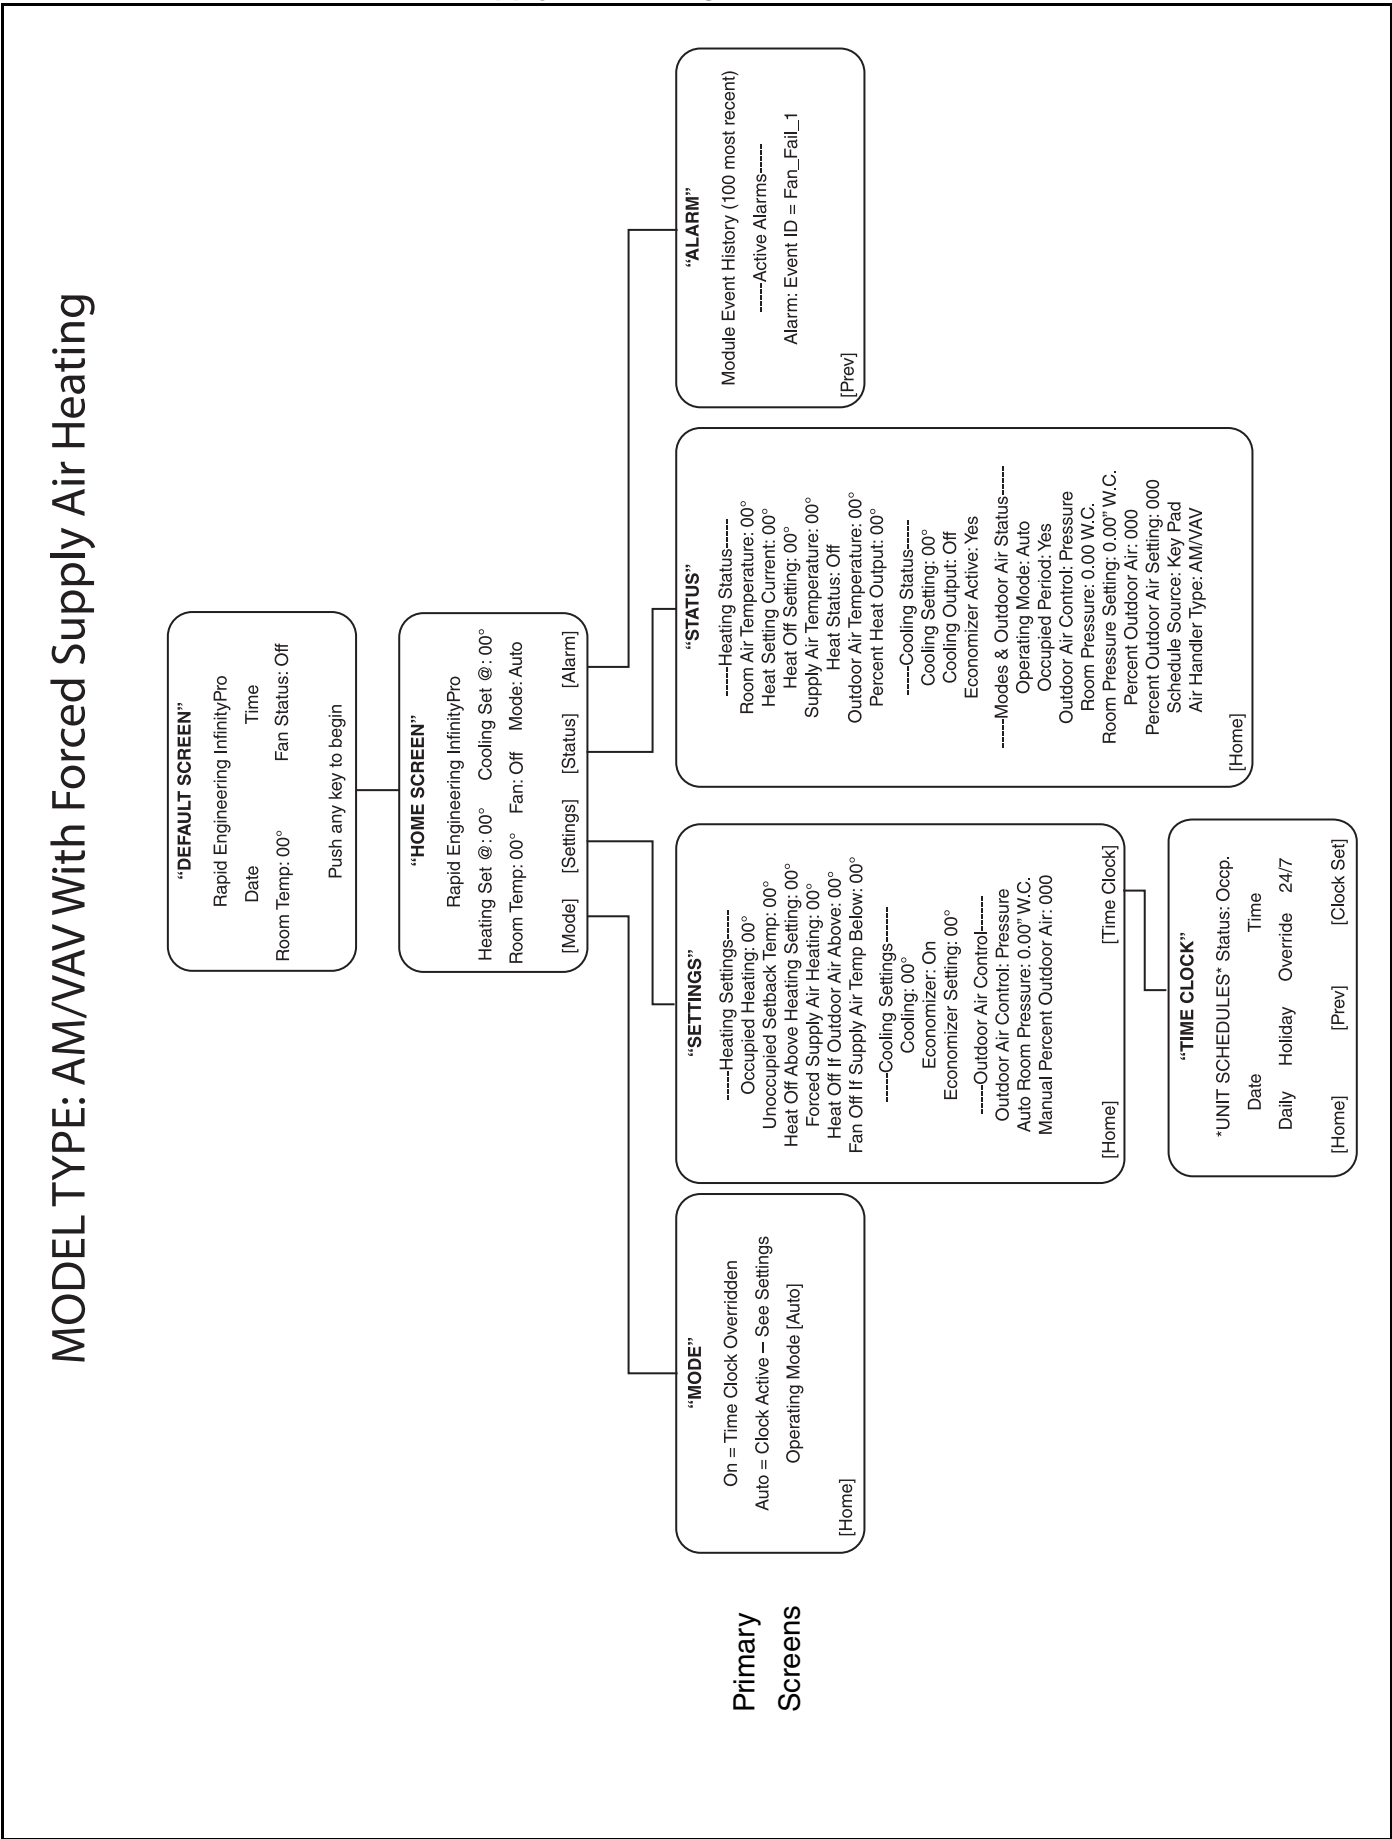 MODEL TYPE: AM/VAV With Forced Supply Air Heating
“DEFAULT SCREEN”
Rapid Engineering InfinityPro
Date Time
Room Temp: 00° Fan Status: Off
Push any key to begin
“HOME SCREEN”
Rapid Engineering InfinityPro
Heating Set @: 00° Cooling Set @: 00°
Room Temp: 00° Fan: Off Mode: Auto
[Mode] [Settings] [Status] [Alarm]
Primary
Screens
“MODE”
On = Time Clock Overridden
Auto = Clock Active – See Settings
Operating Mode [Auto]
[Home]
“SETTINGS”
-----Heating Settings-----
Occupied Heating: 00°
Unoccupied Setback Temp: 00°
Heat Off Above Heating Setting: 00°
Forced Supply Air Heating: 00°
Heat Off If Outdoor Air Above: 00°
Fan Off If Supply Air Temp Below: 00°
-----Cooling Settings------
Cooling: 00°
Economizer: On
Economizer Setting: 00°
-----Outdoor Air Control------
Outdoor Air Control: Pressure
Auto Room Pressure: 0.00” W.C.
Manual Percent Outdoor Air: 000
[Home] [Time Clock]
“TIME CLOCK”
*UNIT SCHEDULES* Status: Occp.
Date Time
Daily Holiday Override 24/7
[Home] [Prev] [Clock Set]
“STATUS”
-----Heating Status-----
Room Air Temperature: 00°
Heat Setting Current: 00°
Heat Off Setting: 00°
Supply Air Temperature: 00°
Heat Status: Off
Outdoor Air Temperature: 00°
Percent Heat Output: 00°
-----Cooling Status-----
Cooling Setting: 00°
Cooling Output: Off
Economizer Active: Yes
-----Modes & Outdoor Air Status-----
Operating Mode: Auto
Occupied Period: Yes
Outdoor Air Control: Pressure
Room Pressure: 0.00 W.C.
Room Pressure Setting: 0.00” W.C.
Percent Outdoor Air: 000
Percent Outdoor Air Setting: 000
Schedule Source: Key Pad
Air Handler Type: AM/VAV
[Home]
“ALARM”
Module Event History (100 most recent)
-----Active Alarms-----
Alarm: Event ID = Fan_Fail_1
[Prev]